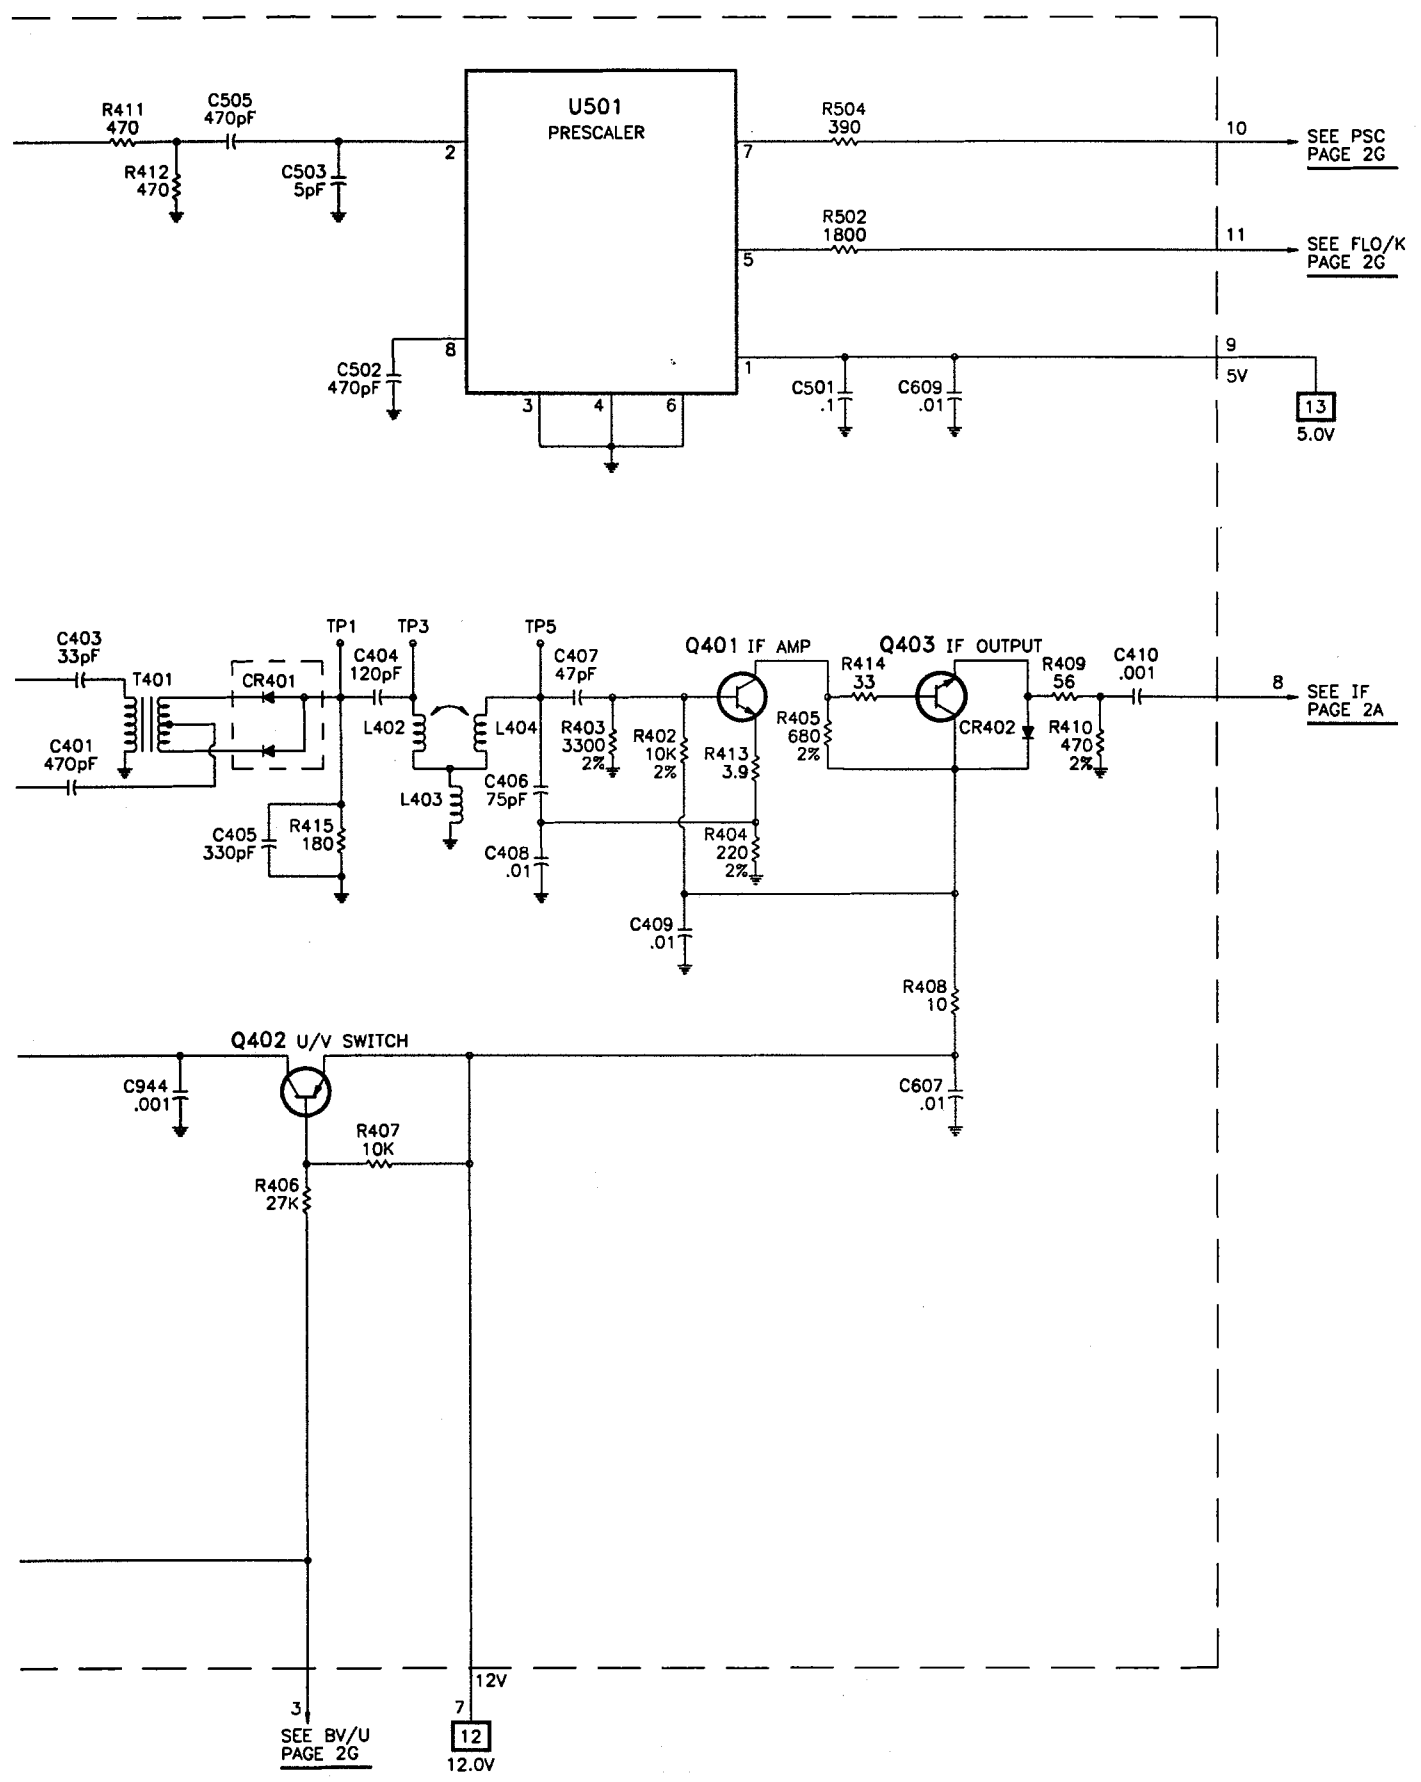 R411
470
C505
470pF
R412
470
C503
5pF
2
U501
PRESCALER
7
R504
390
10
SEE PSC
PAGE 2G
5
R502
1800
11
SEE FLO/K
PAGE 2G
8
C502
470pF
3
4
6
1
C501
.1
C609
.01
9
5V
13
5.0V
C403
33pF
T401
C401
470pF
CR401
TP1
C404
120pF
TP3
L402
L404
L403
C405
330pF
R415
180
TP5
C407
47pF
C406
75pF
C408
.01
R403
3300
2%
R402
10K
2%
Q401 IF AMP
R413
3.9
R404
220
2%
R405
680
2%
R414
33
Q403 IF OUTPUT
CR402
R409
56
C410
.001
R410
470
2%
8
SEE IF
PAGE 2A
C409
.01
R408
10
Q402 U/V SWITCH
C944
.001
C607
.01
R407
10K
R406
27K
12V
3
SEE BV/U
PAGE 2G
7
12
12.0V